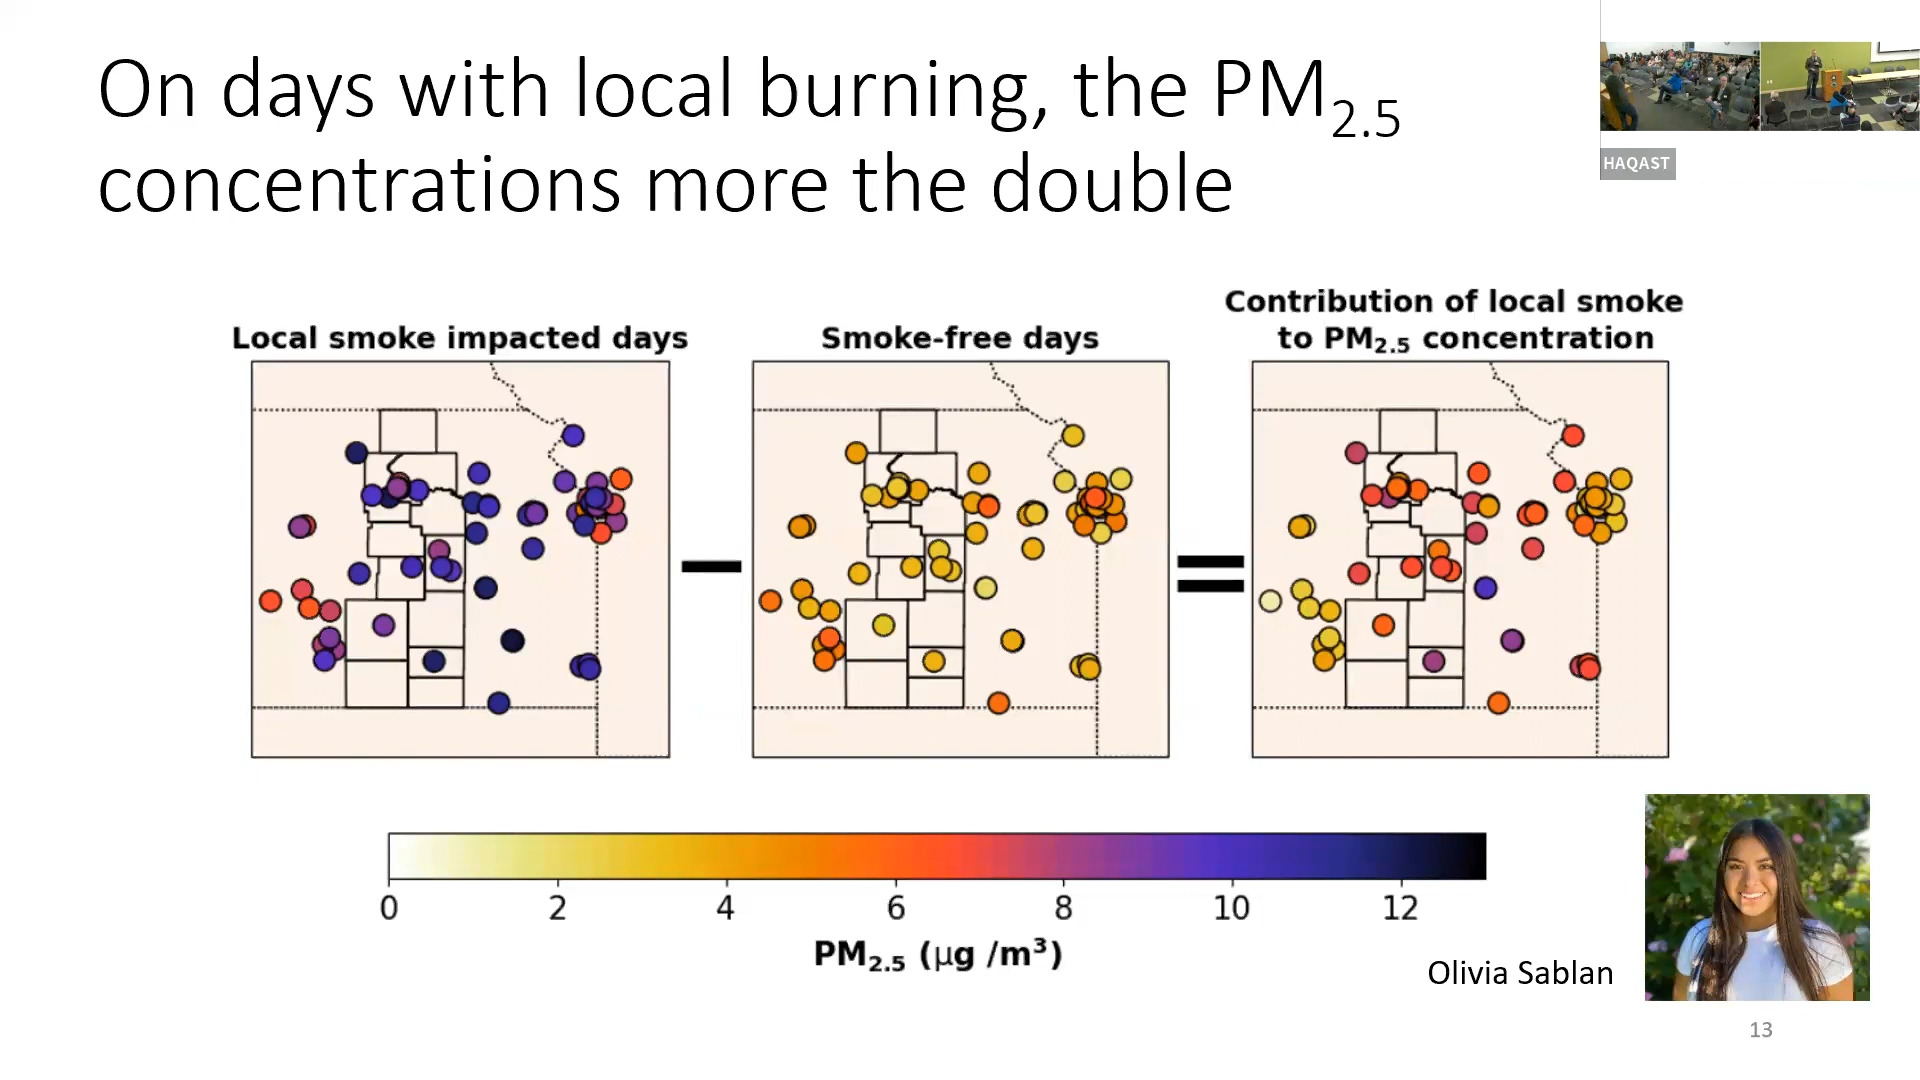 On days with local burning, the PM2.5
concentrations more the double
HAQAST
Local smoke impacted days
Smoke-free days
Contribution of local smoke
to PM2.5 concentration
0 2 4 6 8 10 12
PM2.5 (μg /m³)
Olivia Sablan
13